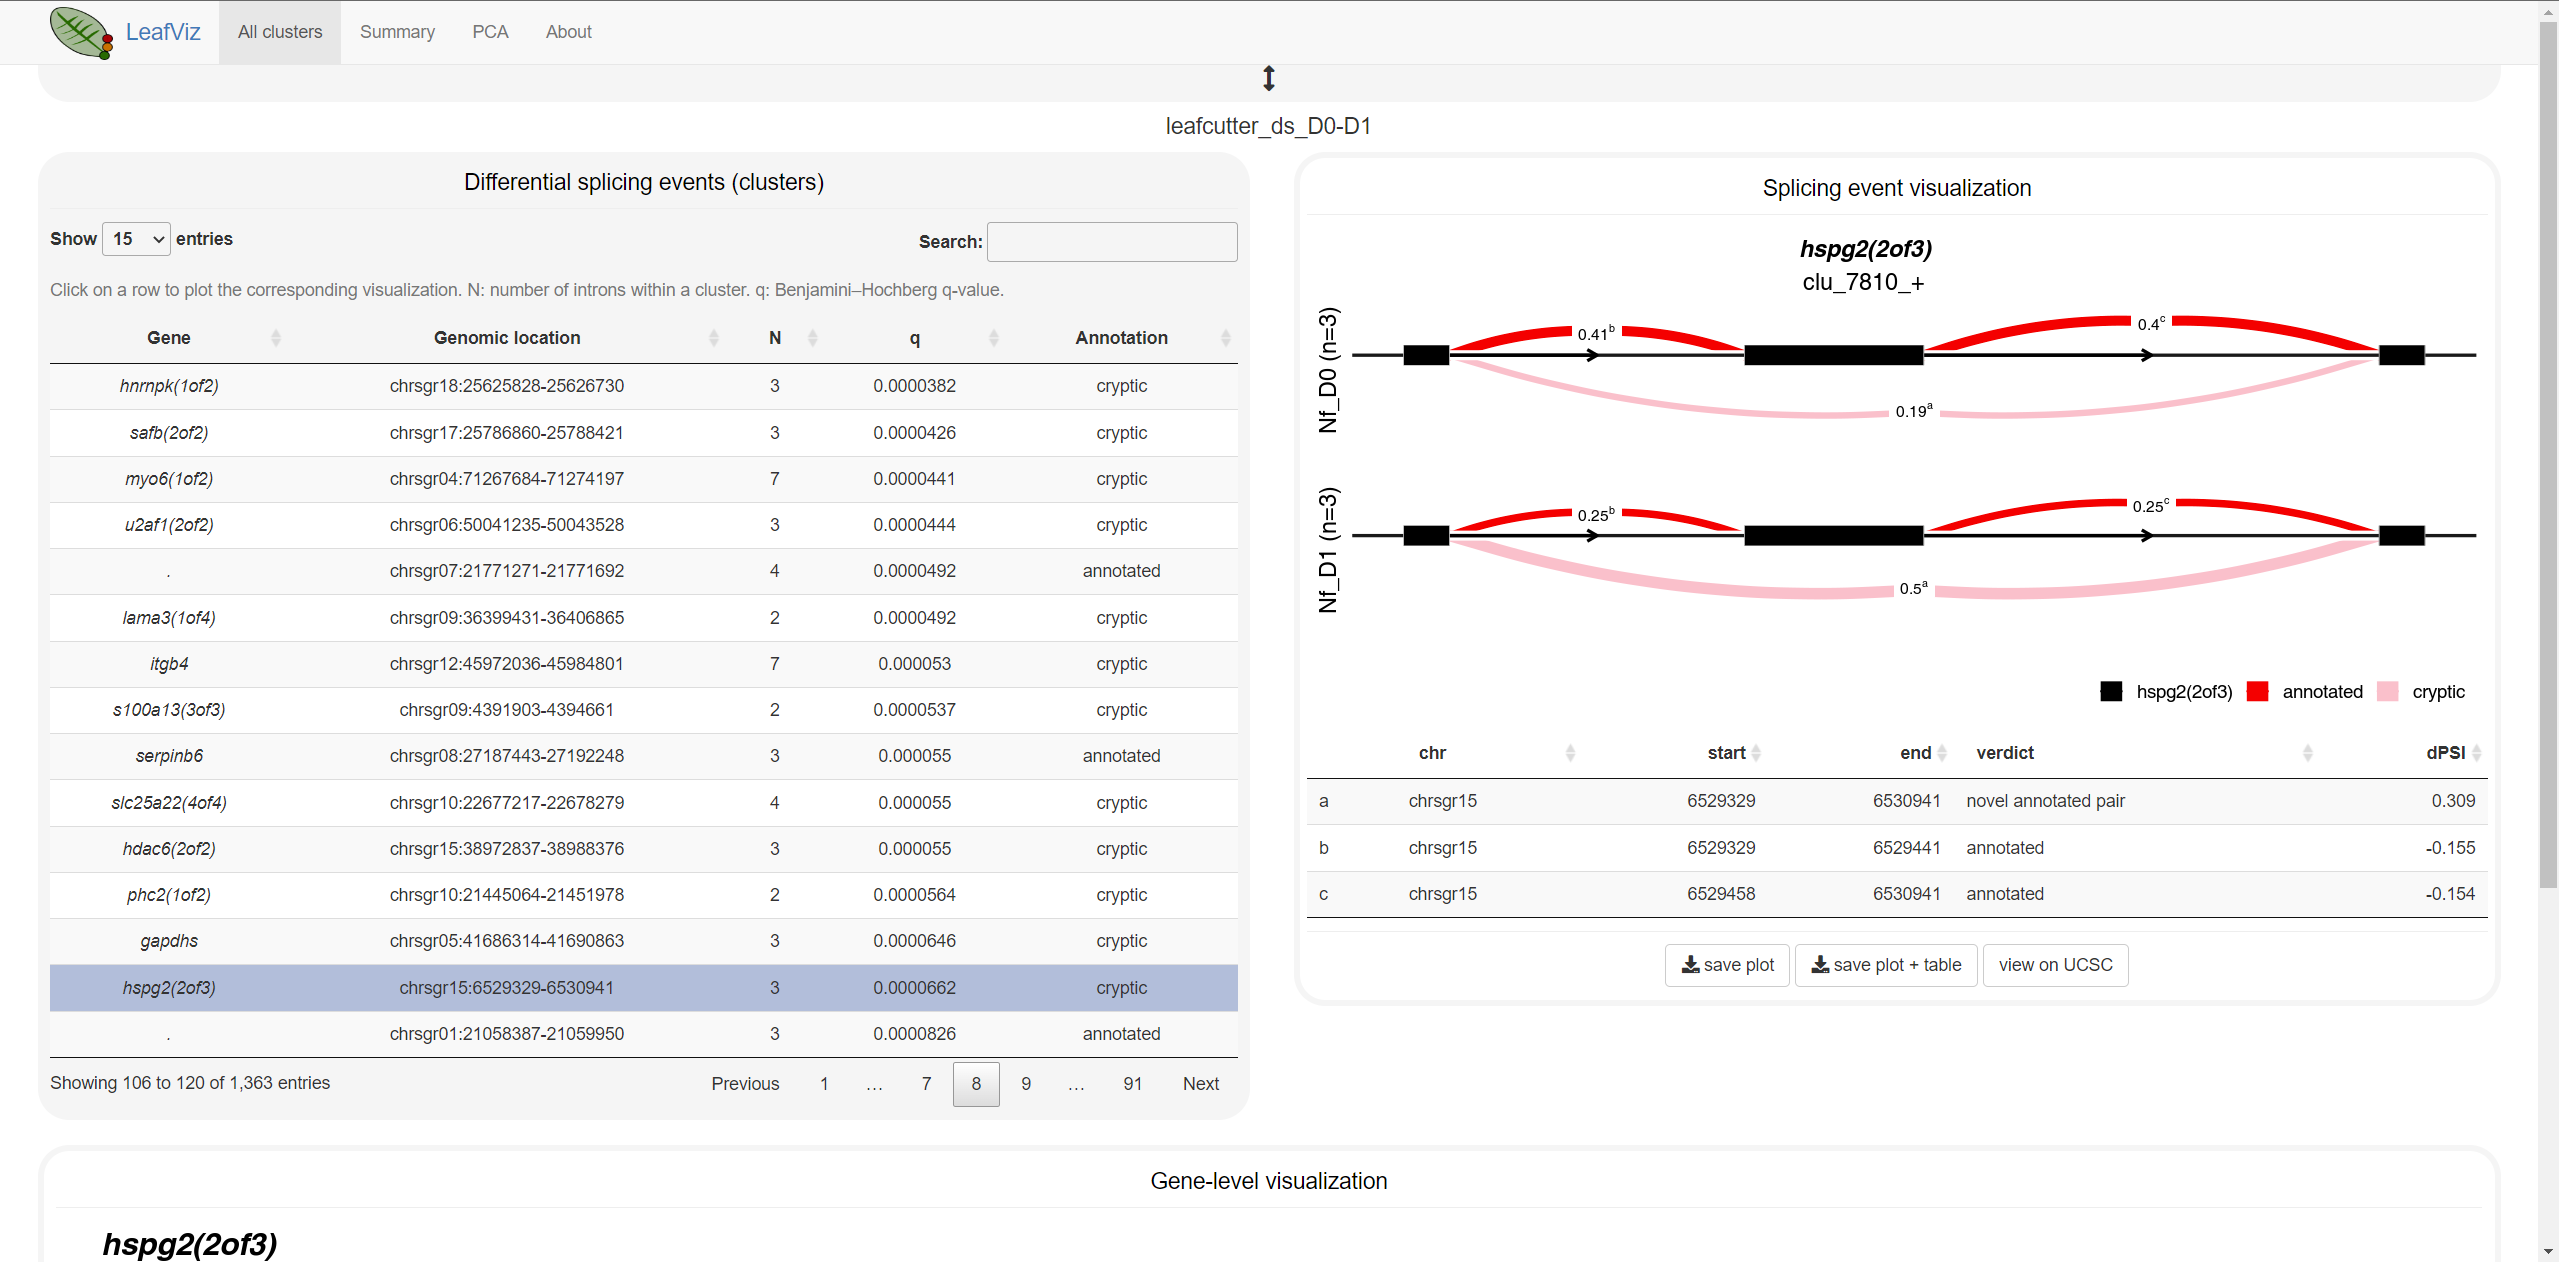 LeafViz All clusters Summary PCA About
leafcutter_ds_D0-D1
Differential splicing events (clusters)
Show 15 entries Search:
Click on a row to plot the corresponding visualization. N: number of introns within a cluster. q: Benjamini–Hochberg q-value.
Gene Genomic location N q Annotation
hnrnpk(1of2) chrsgr18:25625828-25626730 3 0.0000382 cryptic
safb(2of2) chrsgr17:25786860-25788421 3 0.0000426 cryptic
myo6(1of2) chrsgr04:71267684-71274197 7 0.0000441 cryptic
u2af1(2of2) chrsgr06:50041235-50043528 3 0.0000444 cryptic
. chrsgr07:21771271-21771692 4 0.0000492 annotated
lama3(1of4) chrsgr09:36399431-36406865 2 0.0000492 cryptic
itgb4 chrsgr12:45972036-45984801 7 0.000053 cryptic
s100a13(3of3) chrsgr09:4391903-4394661 2 0.0000537 cryptic
serpinb6 chrsgr08:27187443-27192248 3 0.000055 annotated
slc25a22(4of4) chrsgr10:22677217-22678279 4 0.000055 cryptic
hdac6(2of2) chrsgr15:38972837-38988376 3 0.000055 cryptic
phc2(1of2) chrsgr10:21445064-21451978 2 0.0000564 cryptic
gapdhs chrsgr05:41686314-41690863 3 0.0000646 cryptic
hspg2(2of3) chrsgr15:6529329-6530941 3 0.0000662 cryptic
. chrsgr01:21058387-21059950 3 0.0000826 annotated
Showing 106 to 120 of 1,363 entries Previous 1 … 7 8 9 … 91 Next
Splicing event visualization
hspg2(2of3)
clu_7810_+
Nf_D0 (n=3)
0.41b 0.4c
0.19a
Nf_D1 (n=3)
0.25b 0.25c
0.5a
hspg2(2of3) annotated cryptic
chr start end verdict dPSI
a chrsgr15 6529329 6530941 novel annotated pair 0.309
b chrsgr15 6529329 6529441 annotated -0.155
c chrsgr15 6529458 6530941 annotated -0.154
save plot save plot + table view on UCSC
Gene-level visualization
hspg2(2of3)